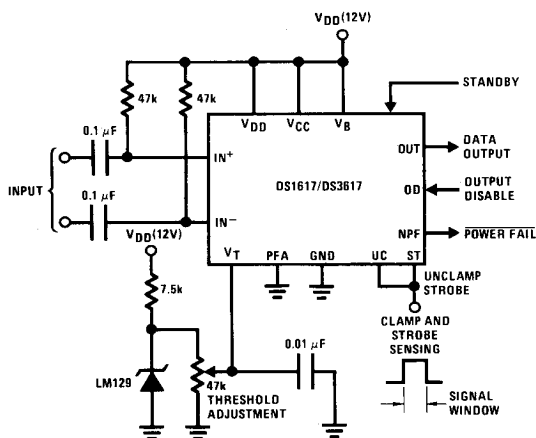 VDD(12V)
STANDBY
47k
47k
VDD
VCC
VB
0.1 µF
IN+
OUT
DATA
OUTPUT
DS1617/DS3617
INPUT
OD
OUTPUT
DISABLE
0.1 µF
IN−
NPF
POWER FAIL
VDD(12V)
VT
PFA
GND
UC
ST
UNCLAMP
STROBE
7.5k
CLAMP AND
STROBE
SENSING
0.01 µF
LM129
47k
THRESHOLD
ADJUSTMENT
SIGNAL
WINDOW